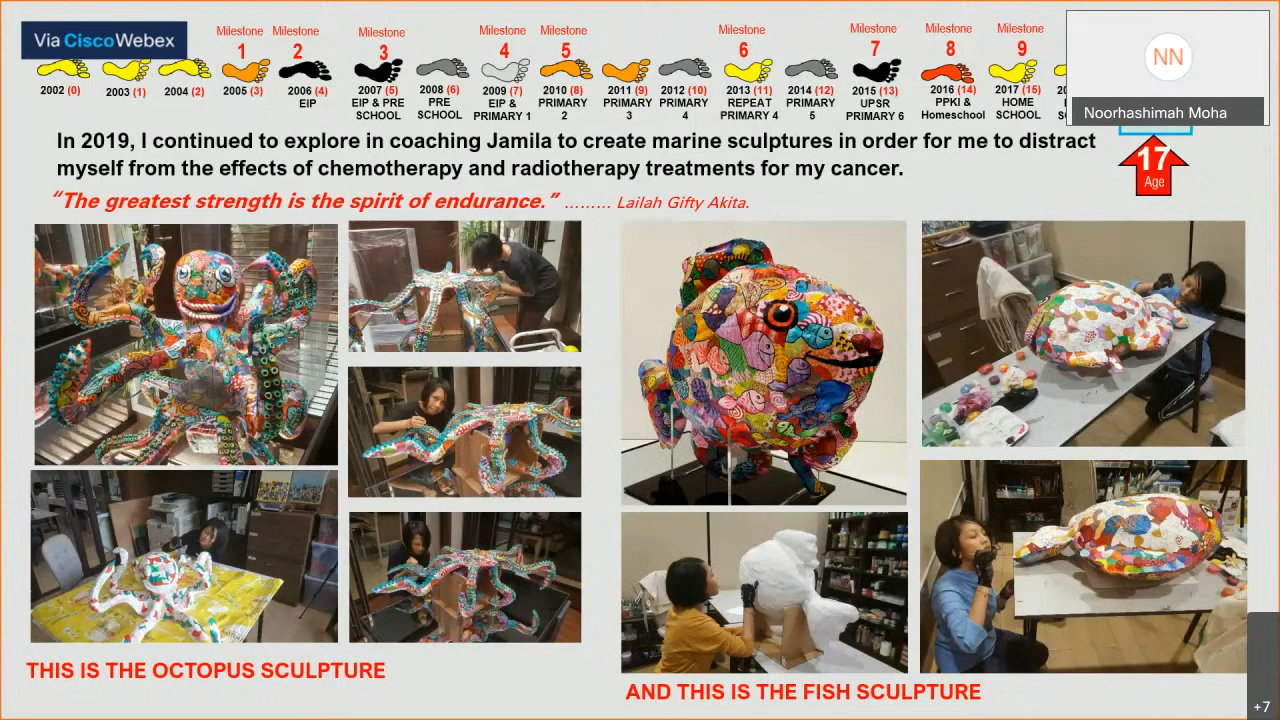 Via Cisco Webex
Milestone Milestone Milestone Milestone Milestone Milestone Milestone Milestone Milestone
1 2 3 4 5 6 7 8 9
2002 (0)
2003 (1)
2004 (2)
2005 (3)
2006 (4)
EIP
2007 (5)
EIP & PRE
SCHOOL
2008 (6)
PRE
SCHOOL
2009 (7)
EIP &
PRIMARY 1
2010 (8)
PRIMARY
2
2011 (9)
PRIMARY
3
2012 (10)
PRIMARY
4
2013 (11)
REPEAT
PRIMARY 4
2014 (12)
PRIMARY
5
2015 (13)
UPSR
PRIMARY 6
2016 (14)
PPKI &
Homeschool
2017 (15)
HOME
SCHOOL
NN
Noorhashimah Moha
17
Age
In 2019, I continued to explore in coaching Jamila to create marine sculptures in order for me to distract
myself from the effects of chemotherapy and radiotherapy treatments for my cancer.
“The greatest strength is the spirit of endurance.” ......... Lailah Gifty Akita.
THIS IS THE OCTOPUS SCULPTURE
AND THIS IS THE FISH SCULPTURE
+7